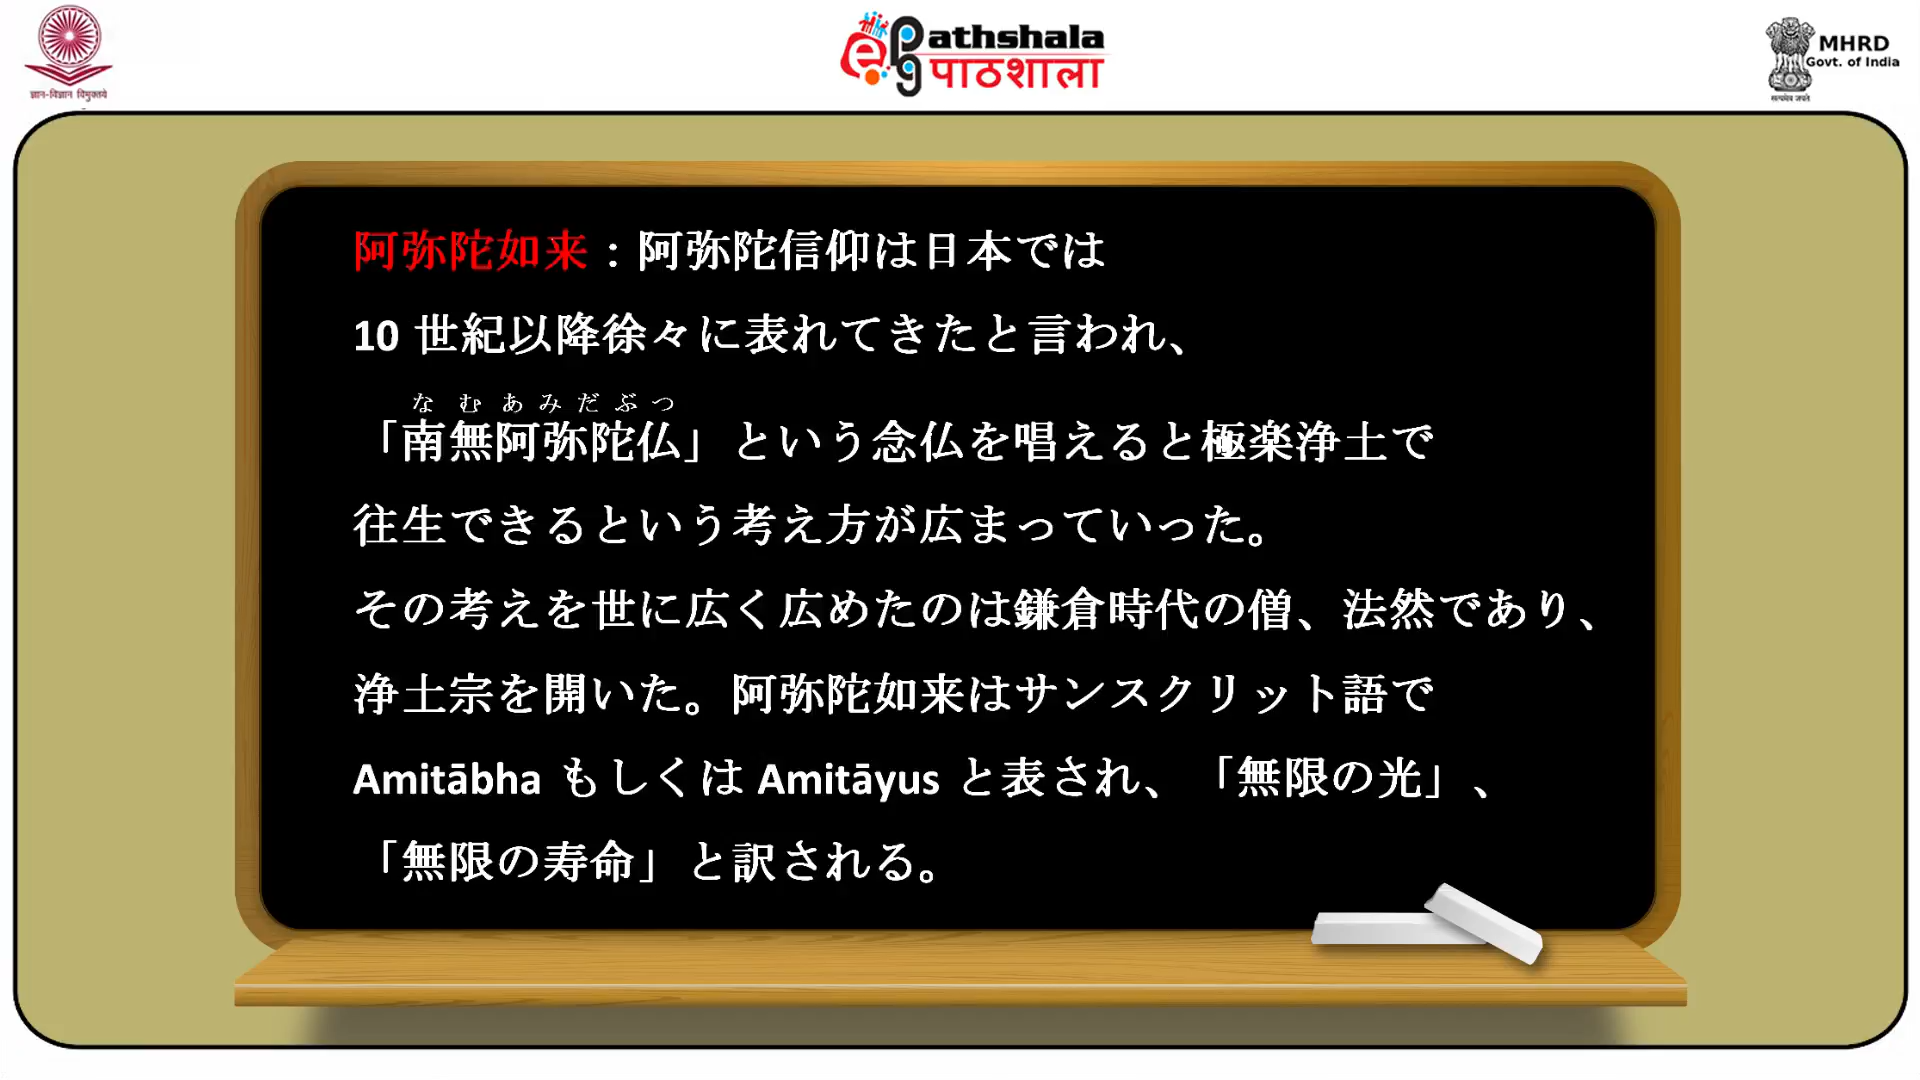 ज्ञान-विज्ञान विमुक्तये
e Pg athshala
पाठशाला
MHRD
Govt. of India
सत्यमेव जयते
阿弥陀如来：阿弥陀信仰は日本では
10 世紀以降徐々に表れてきたと言われ、
なむあみだぶつ
「南無阿弥陀仏」という念仏を唱えると極楽浄土で
往生できるという考え方が広まっていった。
その考えを世に広く広めたのは鎌倉時代の僧、法然であり、
浄土宗を開いた。阿弥陀如来はサンスクリット語で
Amitābha もしくは Amitāyus と表され、「無限の光」、
「無限の寿命」と訳される。